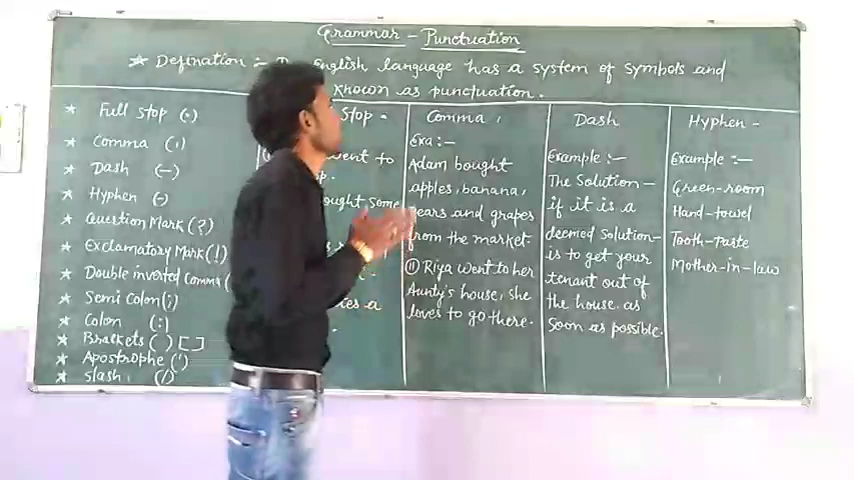 Grammar - Punctuation
★ Defination :- English language has a system of symbols and
known as punctuation.
★ Full Stop (.)
★ Comma (,)
★ Dash (—)
★ Hyphen (-)
★ Question Mark (?)
★ Exclamatory Mark (!)
★ Double inverted Comma (
★ Semi Colon (;)
★ Colon (:)
★ Brackets ( ) [ ]
★ Apostrophe (')
★ Slash (/)
Stop .
went to
ought some
Comma ,
Exa:-
Adam bought
apples, banana,
pears and grapes
from the market.
(II) Riya went to her
Aunty's house, she
loves to go there.
Dash
Example :-
The Solution —
if it is a
deemed Solution —
is to get your
tenant out of
the house as
soon as possible.
Hyphen -
Example :-
Green-room
Hand-towel
Tooth-Paste
Mother-in-law